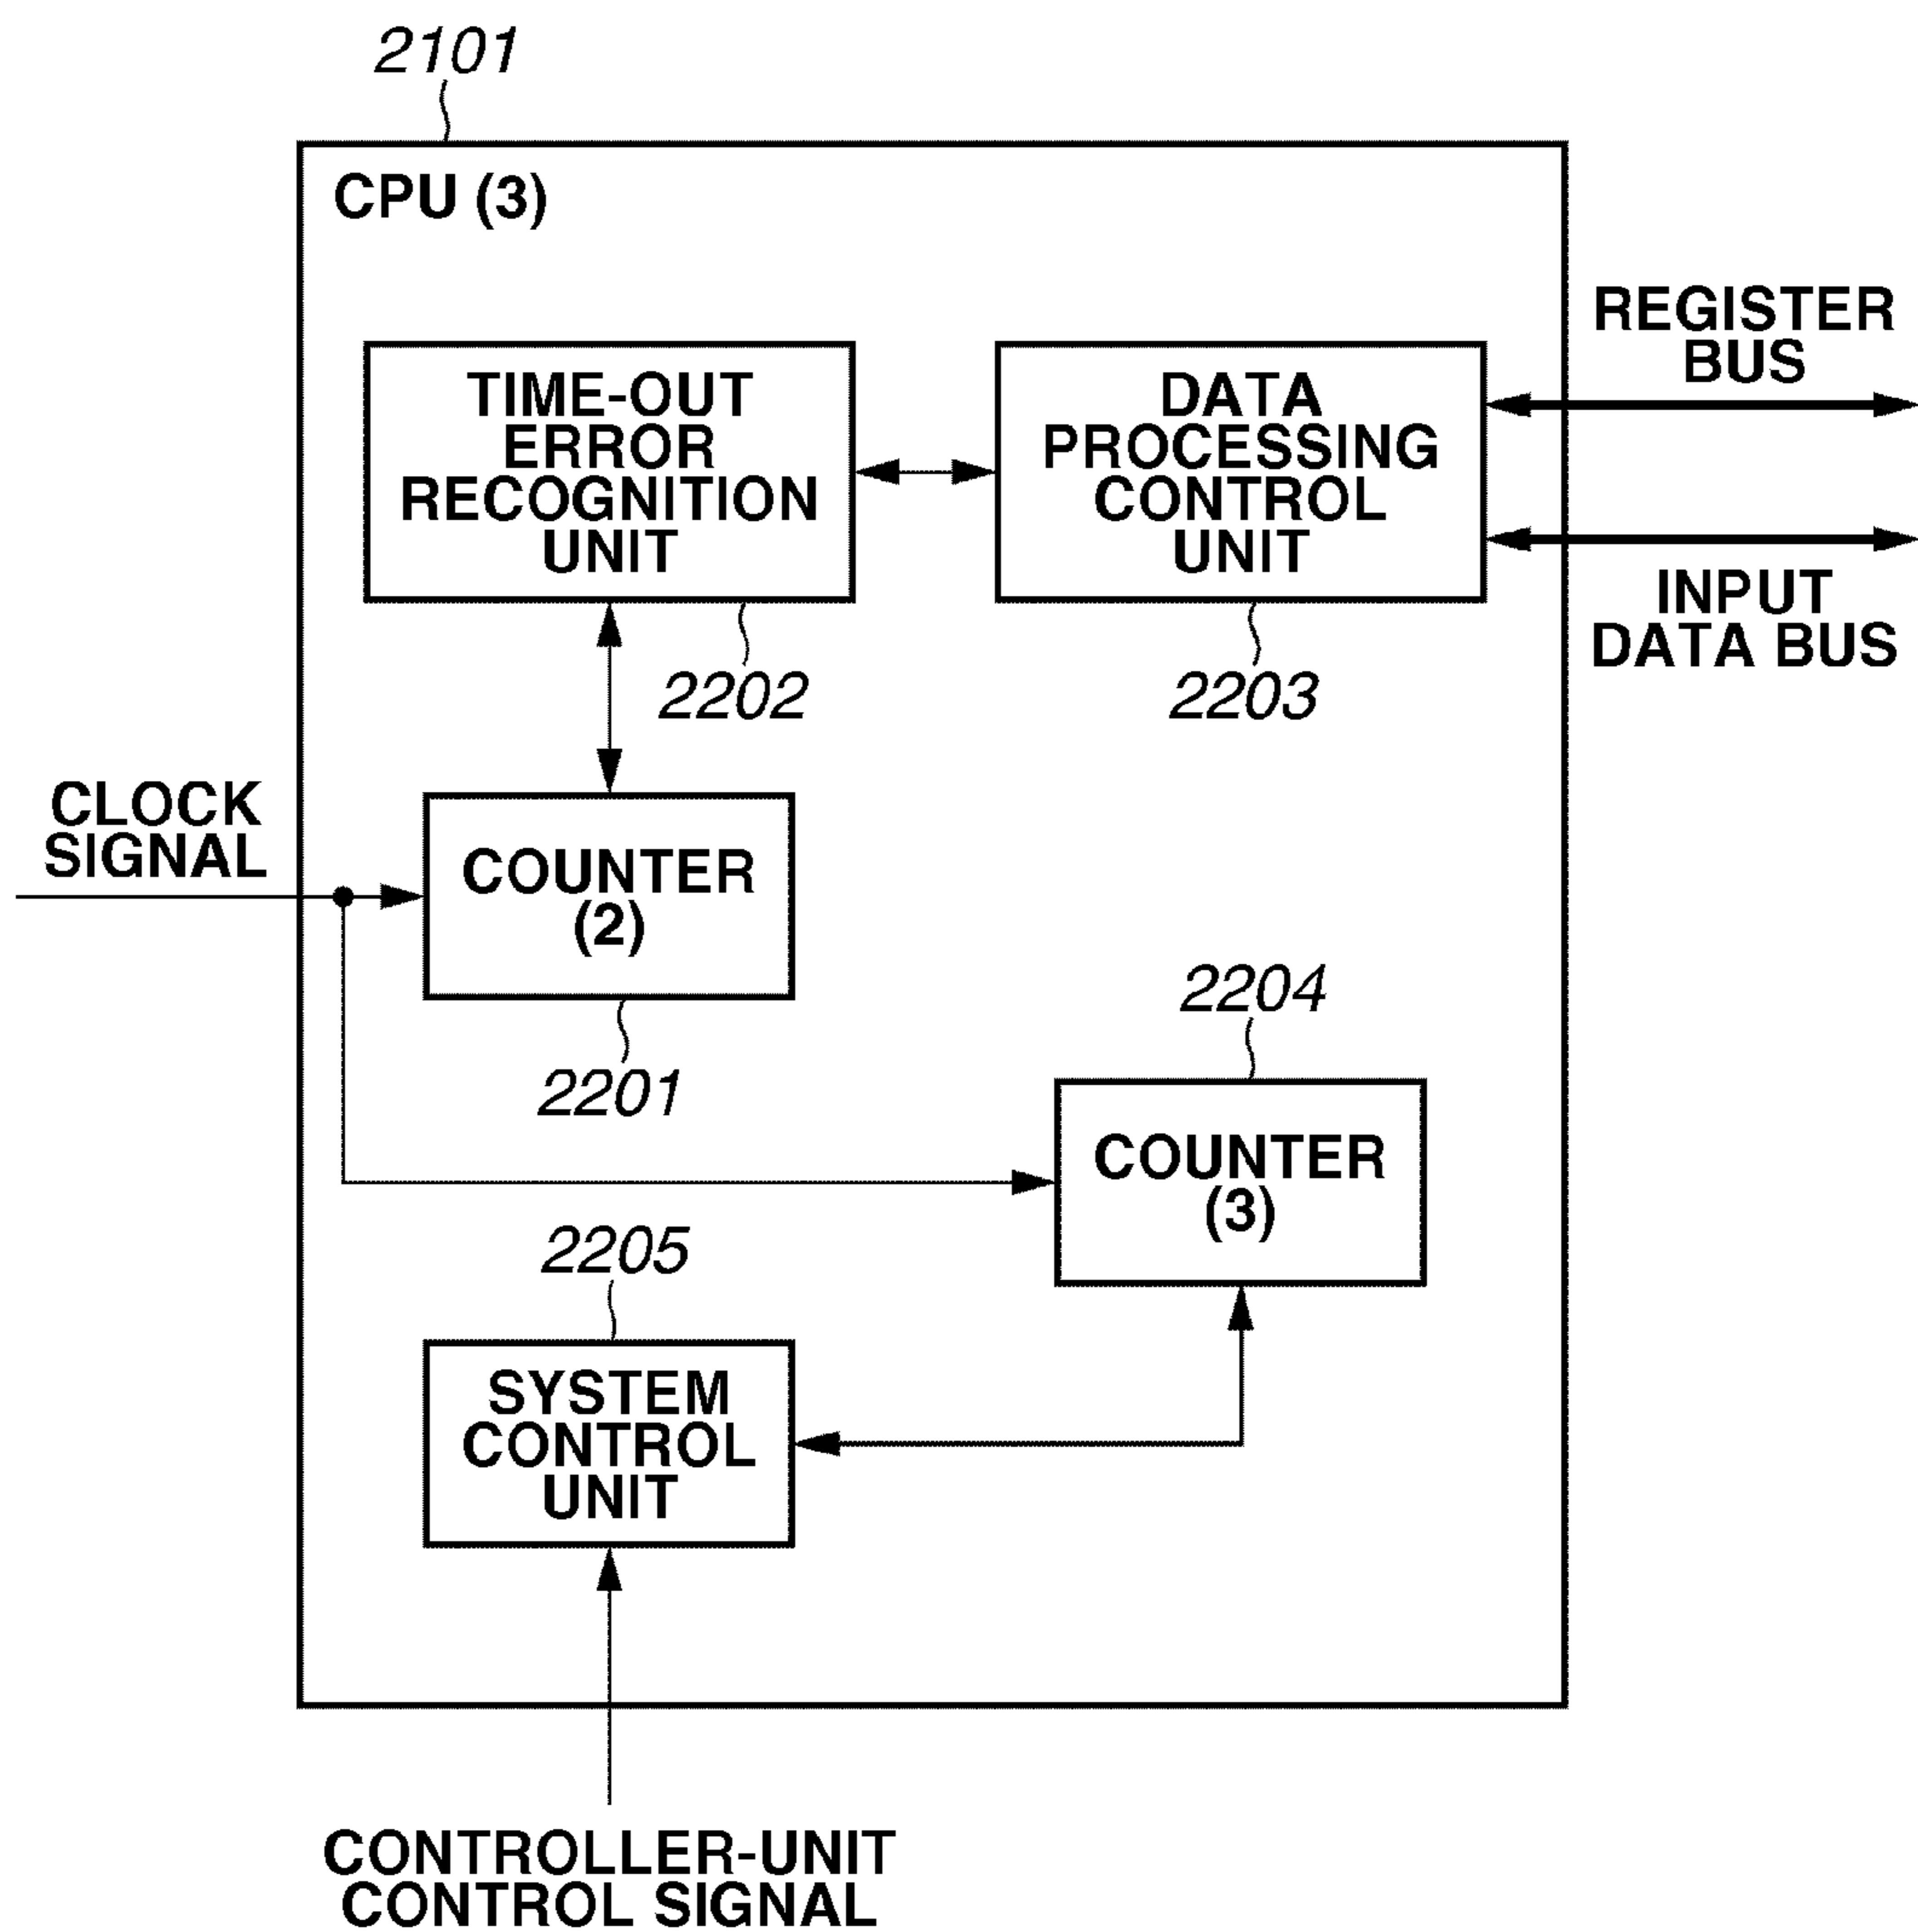 2101
CPU (3)
REGISTER
BUS
TIME-OUT
ERROR
RECOGNITION
UNIT
DATA
PROCESSING
CONTROL
UNIT
INPUT
DATA BUS
2202
2203
CLOCK
SIGNAL
COUNTER
(2)
2201
2204
COUNTER
(3)
2205
SYSTEM
CONTROL
UNIT
CONTROLLER-UNIT
CONTROL SIGNAL